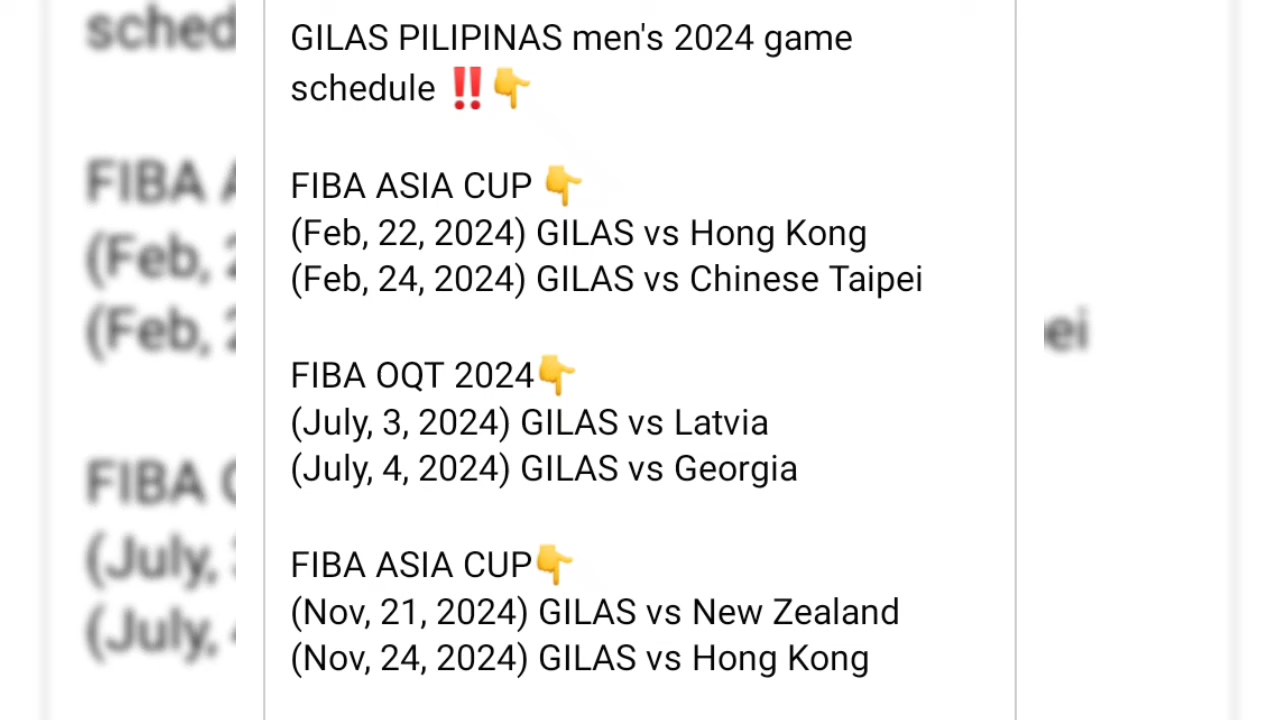 GILAS PILIPINAS men's 2024 game
schedule ‼️👇
FIBA ASIA CUP 👇
(Feb, 22, 2024) GILAS vs Hong Kong
(Feb, 24, 2024) GILAS vs Chinese Taipei
FIBA OQT 2024👇
(July, 3, 2024) GILAS vs Latvia
(July, 4, 2024) GILAS vs Georgia
FIBA ASIA CUP👇
(Nov, 21, 2024) GILAS vs New Zealand
(Nov, 24, 2024) GILAS vs Hong Kong